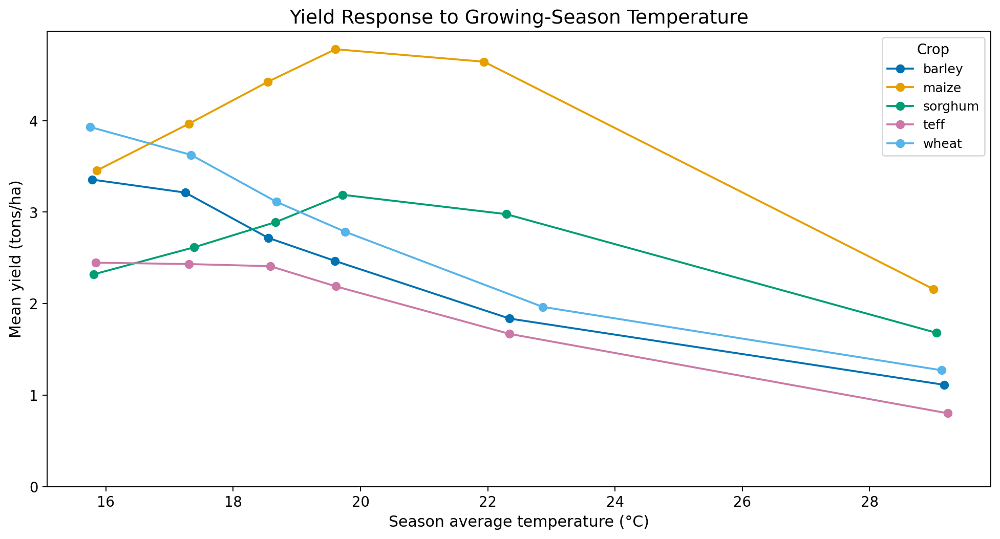 Yield Response to Growing-Season Temperature
Mean yield (tons/ha)
4
3
2
1
0
16 18 20 22 24 26 28
Season average temperature (°C)
Crop
barley
maize
sorghum
teff
wheat